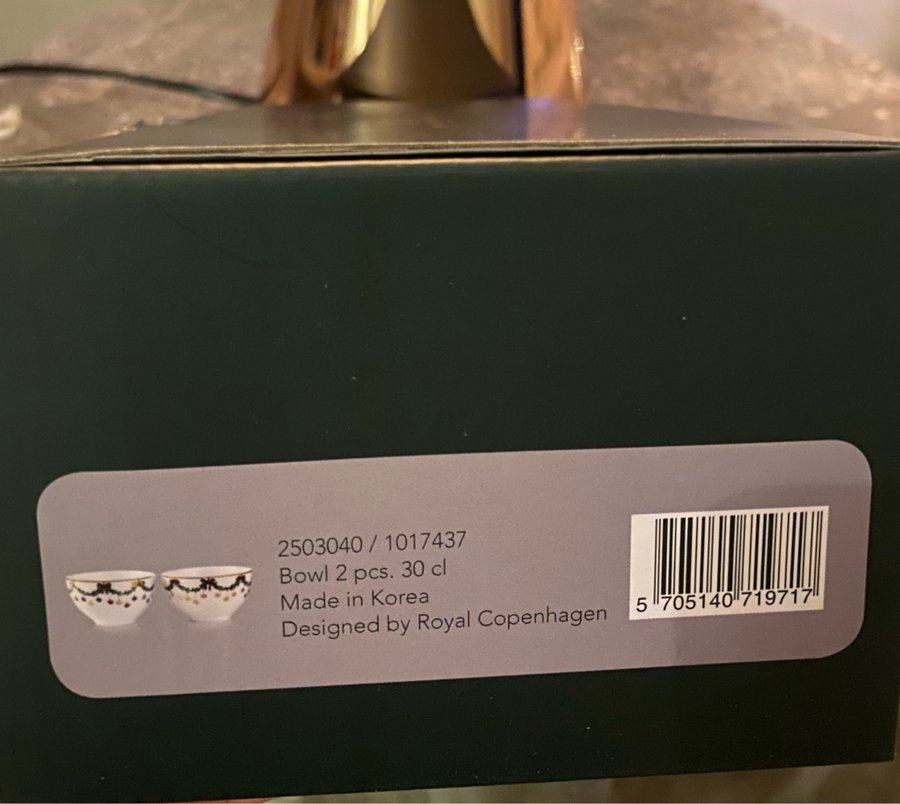 2503040 / 1017437
Bowl 2 pcs. 30 cl
Made in Korea
Designed by Royal Copenhagen
5 705140 719717